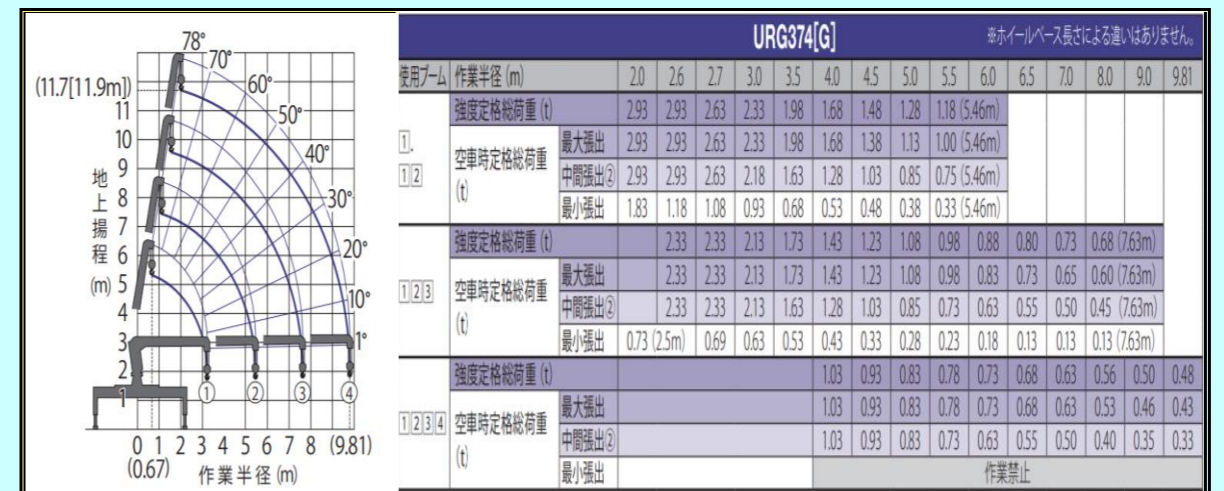 78°
70°
60°
50°
40°
30°
20°
10°
1°
(11.7[11.9m])
11
10
9
8
7
6
5
4
3
2
1
地上揚程(m)
① ② ③ ④
0 1 2 3 4 5 6 7 8 (9.81)
(0.67) 作業半径 (m)
URG374[G] ※ホイールベース長さによる違いはありません。
使用ブーム 作業半径 (m) 2.0 2.6 2.7 3.0 3.5 4.0 4.5 5.0 5.5 6.0 6.5 7.0 8.0 9.0 9.81
1. 12
強度定格総荷重 (t) 2.93 2.93 2.63 2.33 1.98 1.68 1.48 1.28 1.18 (5.46m)
空車時定格総荷重 (t)
最大張出 2.93 2.93 2.63 2.33 1.98 1.68 1.38 1.13 1.00 (5.46m)
中間張出② 2.93 2.93 2.63 2.18 1.63 1.28 1.03 0.85 0.75 (5.46m)
最小張出 1.83 1.18 1.08 0.93 0.68 0.53 0.48 0.38 0.33 (5.46m)
123
強度定格総荷重 (t) 2.33 2.33 2.13 1.73 1.43 1.23 1.08 0.98 0.88 0.80 0.73 0.68 (7.63m)
空車時定格総荷重 (t)
最大張出 2.33 2.33 2.13 1.73 1.43 1.23 1.08 0.98 0.83 0.73 0.65 0.60 (7.63m)
中間張出② 2.33 2.33 2.13 1.63 1.28 1.03 0.85 0.73 0.63 0.55 0.50 0.45 (7.63m)
最小張出 0.73 (2.5m) 0.69 0.63 0.53 0.43 0.33 0.28 0.23 0.18 0.13 0.13 0.13 (7.63m)
1234
強度定格総荷重 (t) 1.03 0.93 0.83 0.78 0.73 0.68 0.63 0.56 0.50 0.48
空車時定格総荷重 (t)
最大張出 1.03 0.93 0.83 0.78 0.73 0.68 0.63 0.53 0.46 0.43
中間張出② 1.03 0.93 0.83 0.73 0.63 0.55 0.50 0.40 0.35 0.33
最小張出 作業禁止